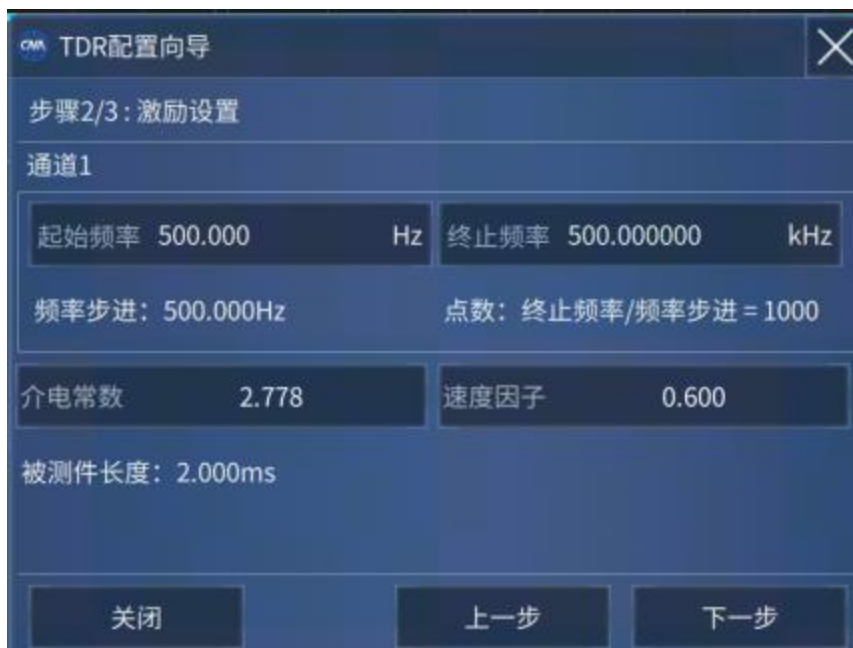 CNVA TDR配置向导
步骤2/3：激励设置
通道1
起始频率 500.000 Hz 终止频率 500.000000 kHz
频率步进：500.000Hz 点数：终止频率/频率步进 = 1000
介电常数 2.778 速度因子 0.600
被测件长度：2.000ms
关闭 上一步 下一步